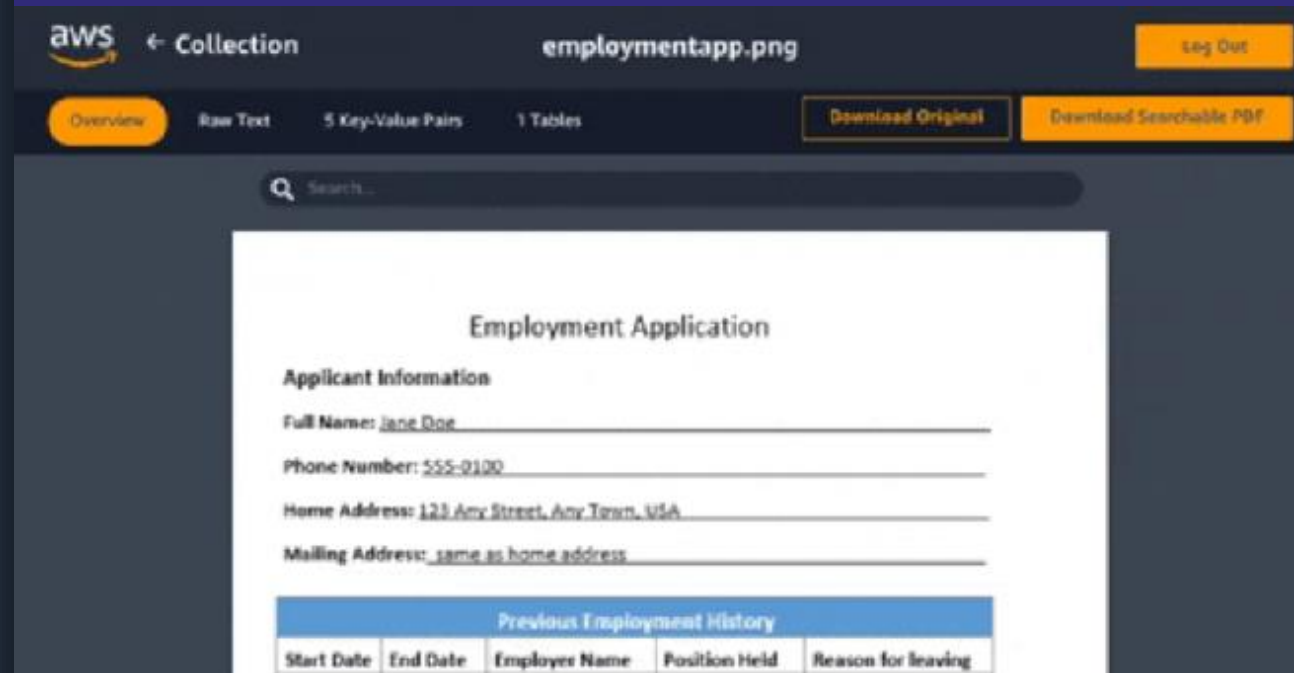 aws ← Collection employmentapp.png Log Out
Overview Raw Text 5 Key-Value Pairs 1 Tables Download Original Download Searchable PDF
Search...
Employment Application
Applicant Information
Full Name: Jane Doe
Phone Number: 555-0100
Home Address: 123 Any Street, Any Town, USA
Mailing Address: same as home address
Previous Employment History
Start Date End Date Employer Name Position Held Reason for leaving